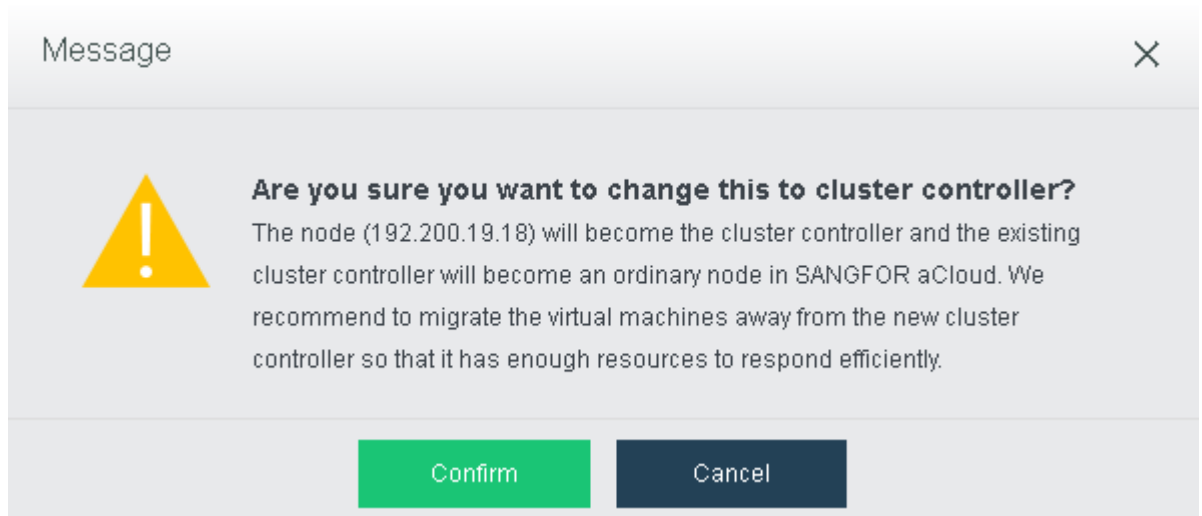 Message
Are you sure you want to change this to cluster controller?
The node (192.200.19.18) will become the cluster controller and the existing
cluster controller will become an ordinary node in SANGFOR aCloud. We
recommend to migrate the virtual machines away from the new cluster
controller so that it has enough resources to respond efficiently.
Confirm
Cancel